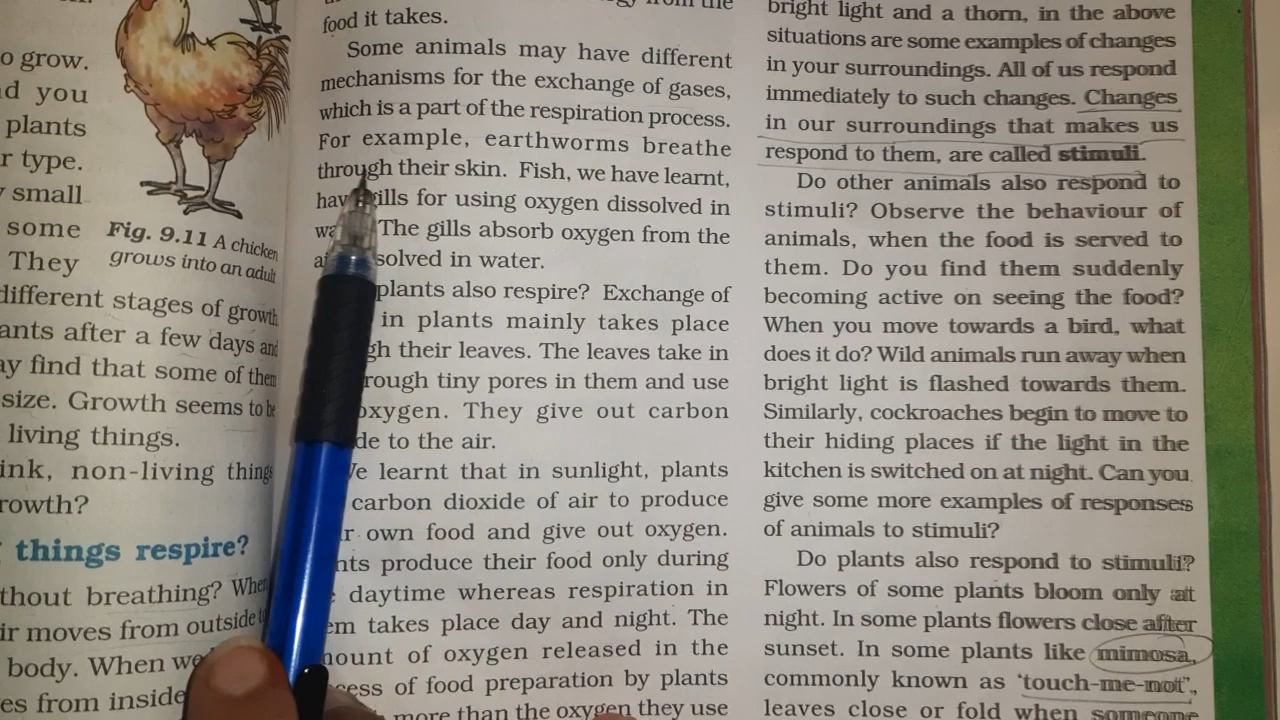 o grow.
d you
plants
r type.
small
some
They
different stages of growth
ants after a few days and
ay find that some of them
size. Growth seems to be
living things.
ink, non-living things
rowth?
things respire?
thout breathing? When
ir moves from outside to
body. When we
es from inside
Fig. 9.11 A chicken
grows into an adult
food it takes.
Some animals may have different
mechanisms for the exchange of gases,
which is a part of the respiration process.
For example, earthworms breathe
through their skin. Fish, we have learnt,
hav gills for using oxygen dissolved in
wa The gills absorb oxygen from the
ai solved in water.
plants also respire? Exchange of
in plants mainly takes place
gh their leaves. The leaves take in
rough tiny pores in them and use
oxygen. They give out carbon
de to the air.
We learnt that in sunlight, plants
carbon dioxide of air to produce
ir own food and give out oxygen.
nts produce their food only during
daytime whereas respiration in
em takes place day and night. The
mount of oxygen released in the
cess of food preparation by plants
more than the oxygen they use
bright light and a thorn, in the above
situations are some examples of changes
in your surroundings. All of us respond
immediately to such changes. Changes
in our surroundings that makes us
respond to them, are called stimuli.
Do other animals also respond to
stimuli? Observe the behaviour of
animals, when the food is served to
them. Do you find them suddenly
becoming active on seeing the food?
When you move towards a bird, what
does it do? Wild animals run away when
bright light is flashed towards them.
Similarly, cockroaches begin to move to
their hiding places if the light in the
kitchen is switched on at night. Can you
give some more examples of responses
of animals to stimuli?
Do plants also respond to stimuli?
Flowers of some plants bloom only at
night. In some plants flowers close after
sunset. In some plants like mimosa,
commonly known as 'touch-me-not',
leaves close or fold when someone